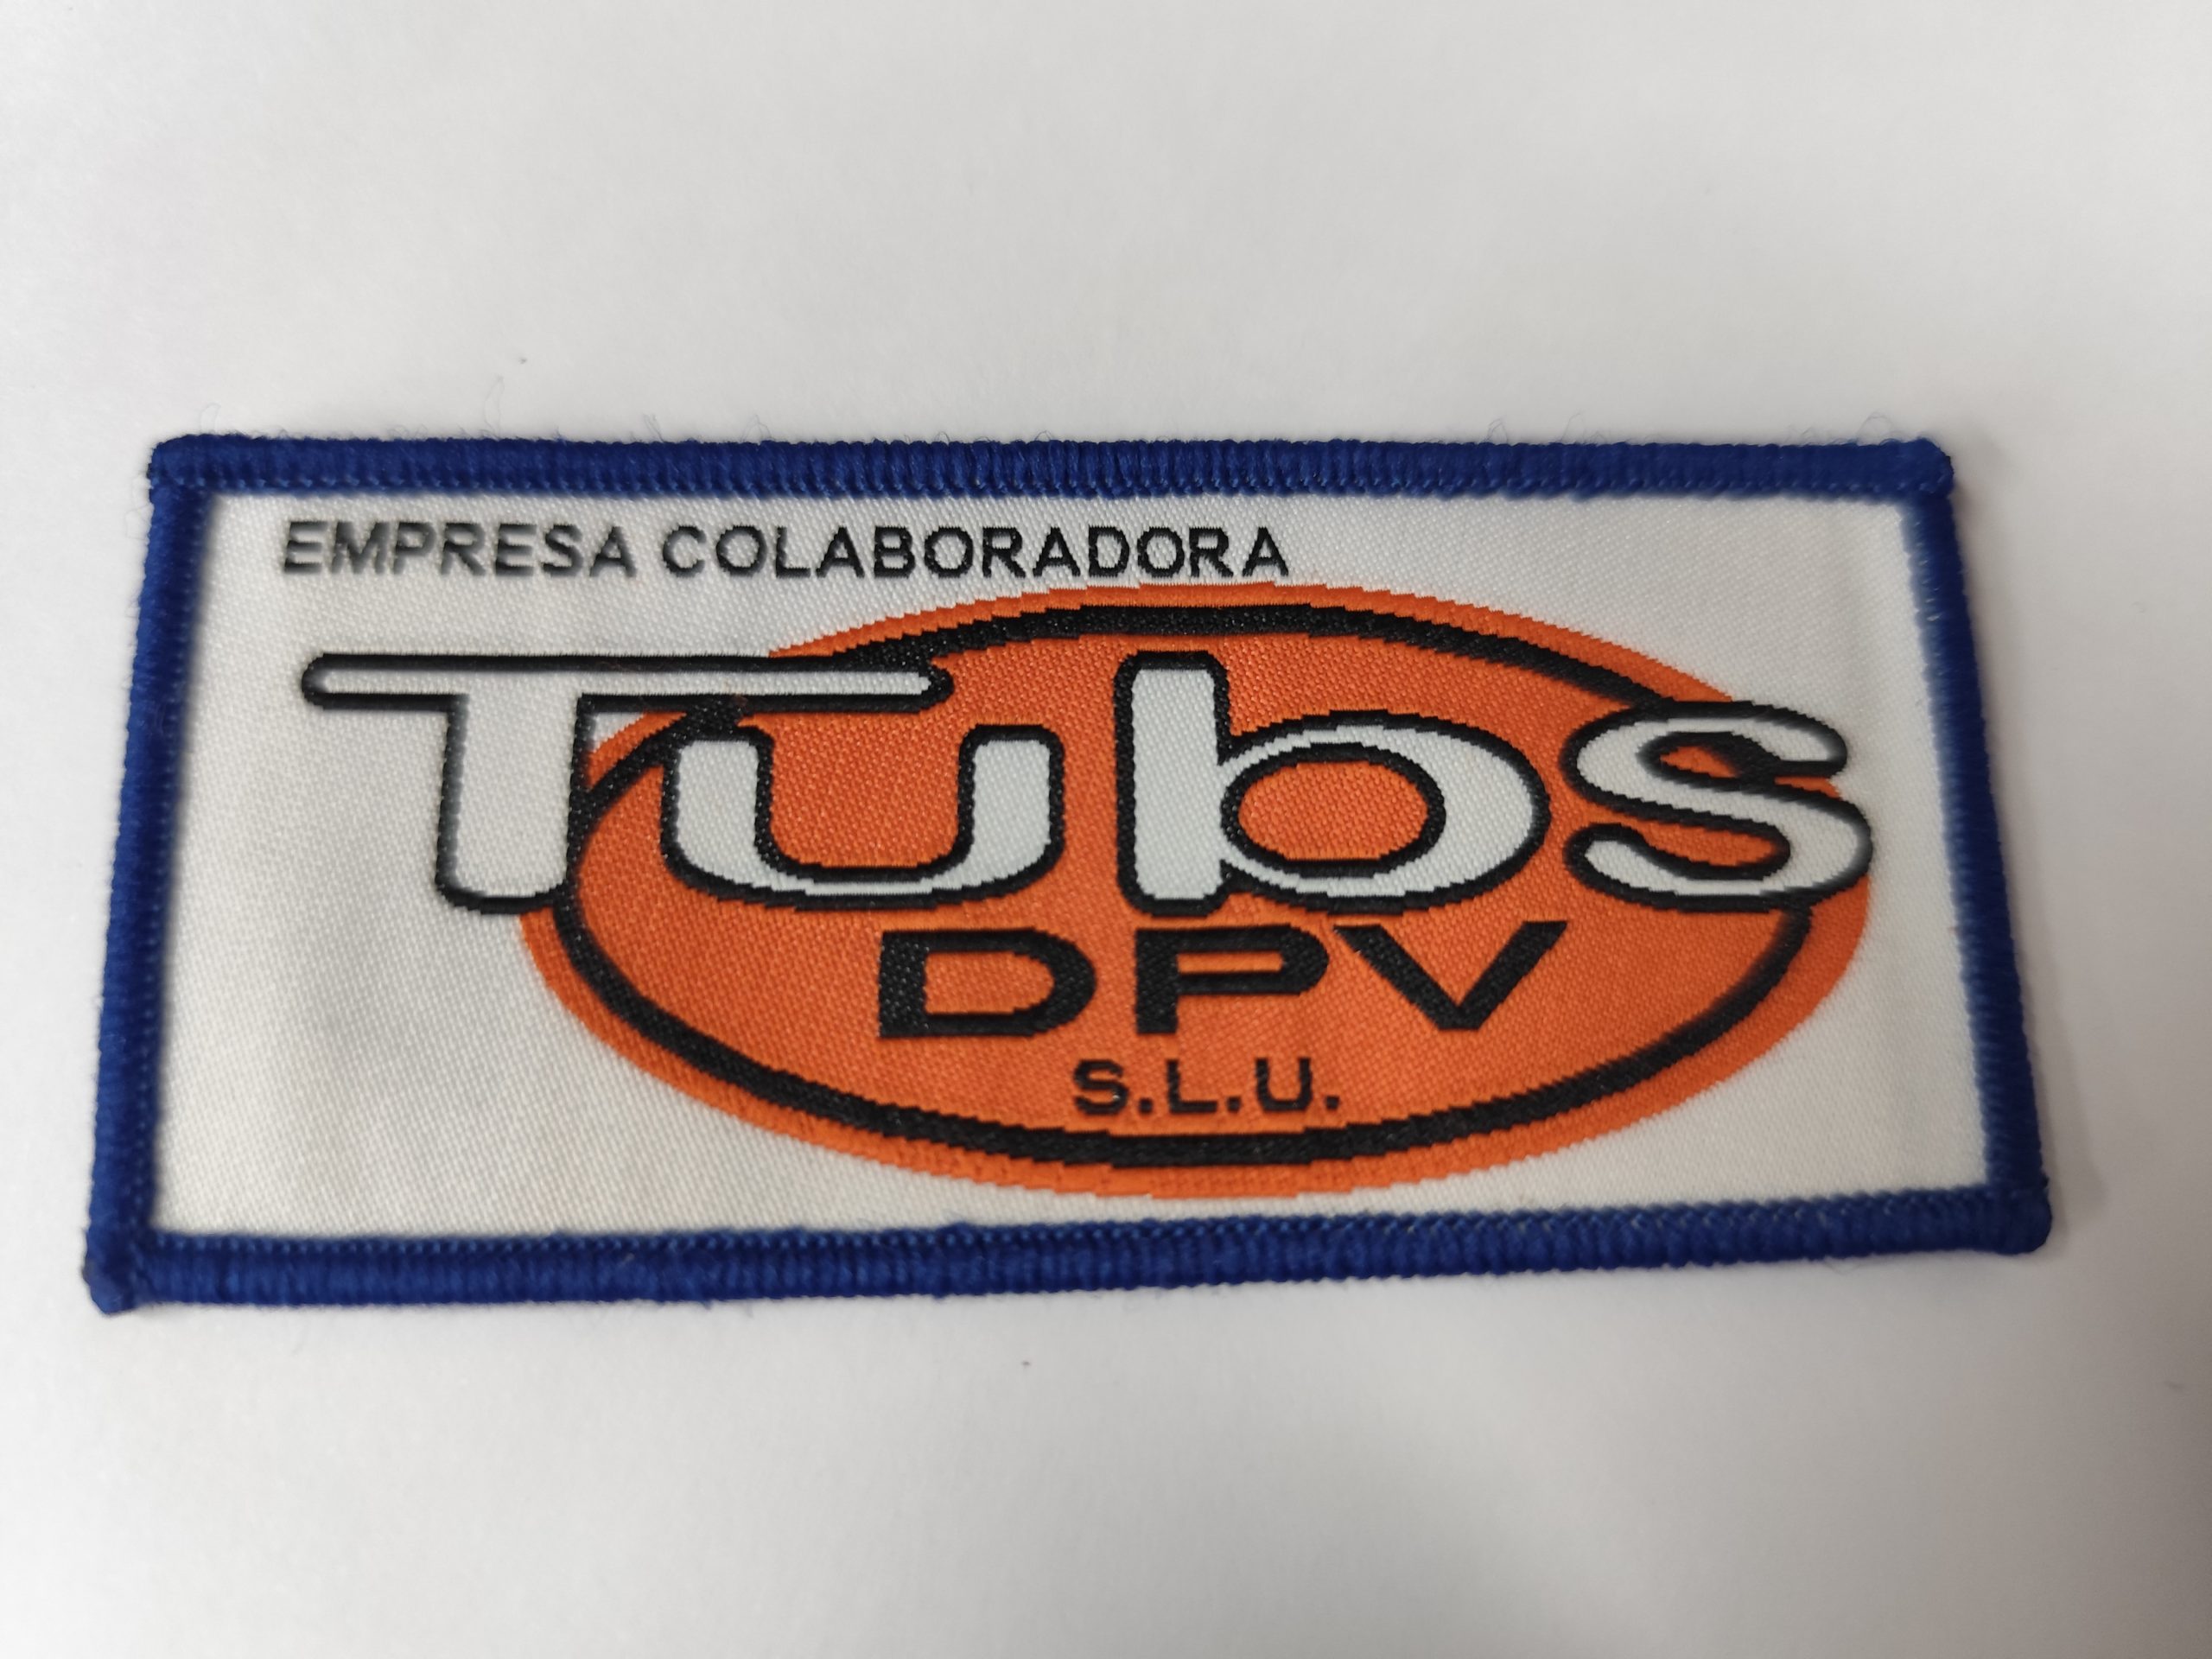 EMPRESA COLABORADORA
Tubs
DPV
S.L.U.